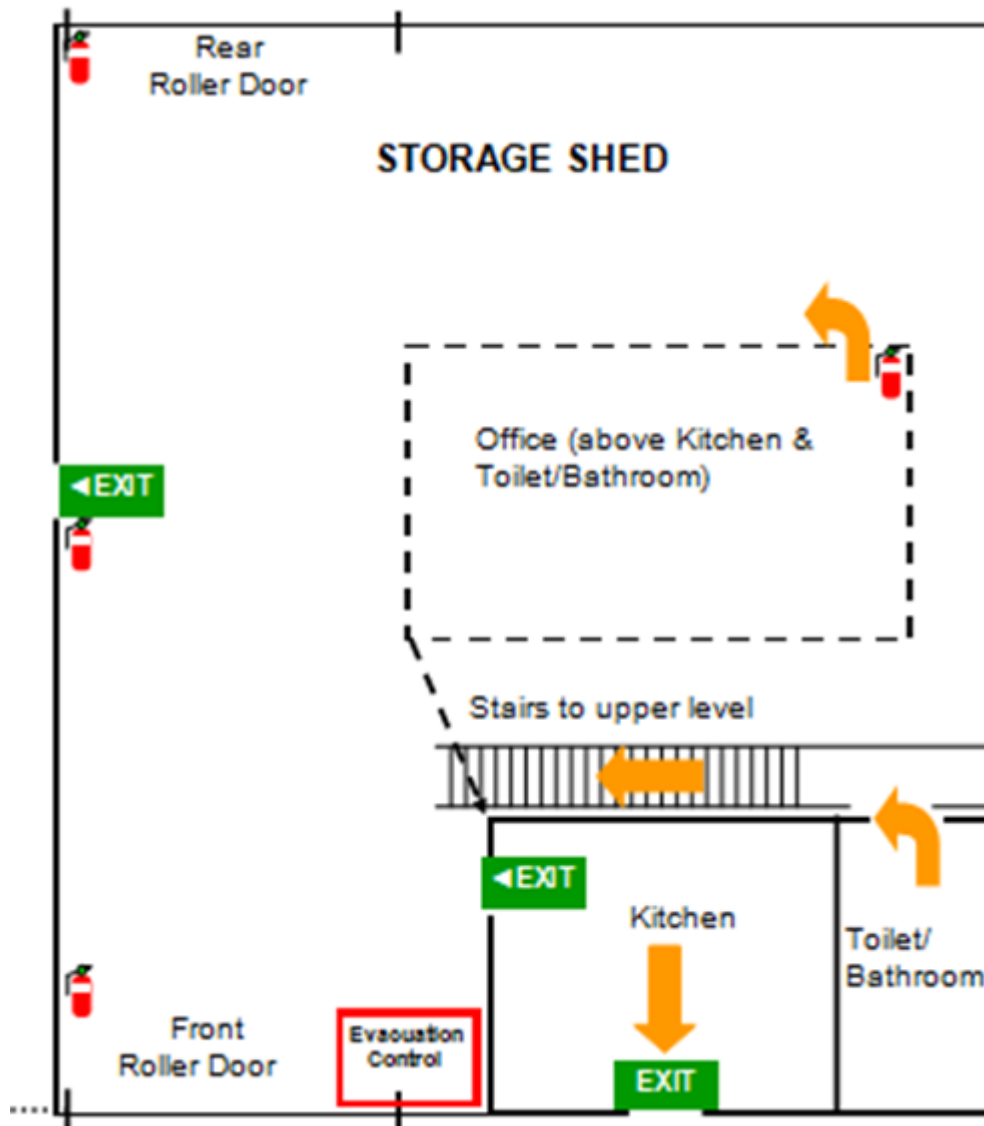 Rear
Roller Door
STORAGE SHED
Office (above Kitchen &
Toilet/Bathroom)
◄EXIT
Stairs to upper level
◄EXIT
Kitchen
Toilet/
Bathroom
Front
Roller Door
Evaouation
Control
EXIT